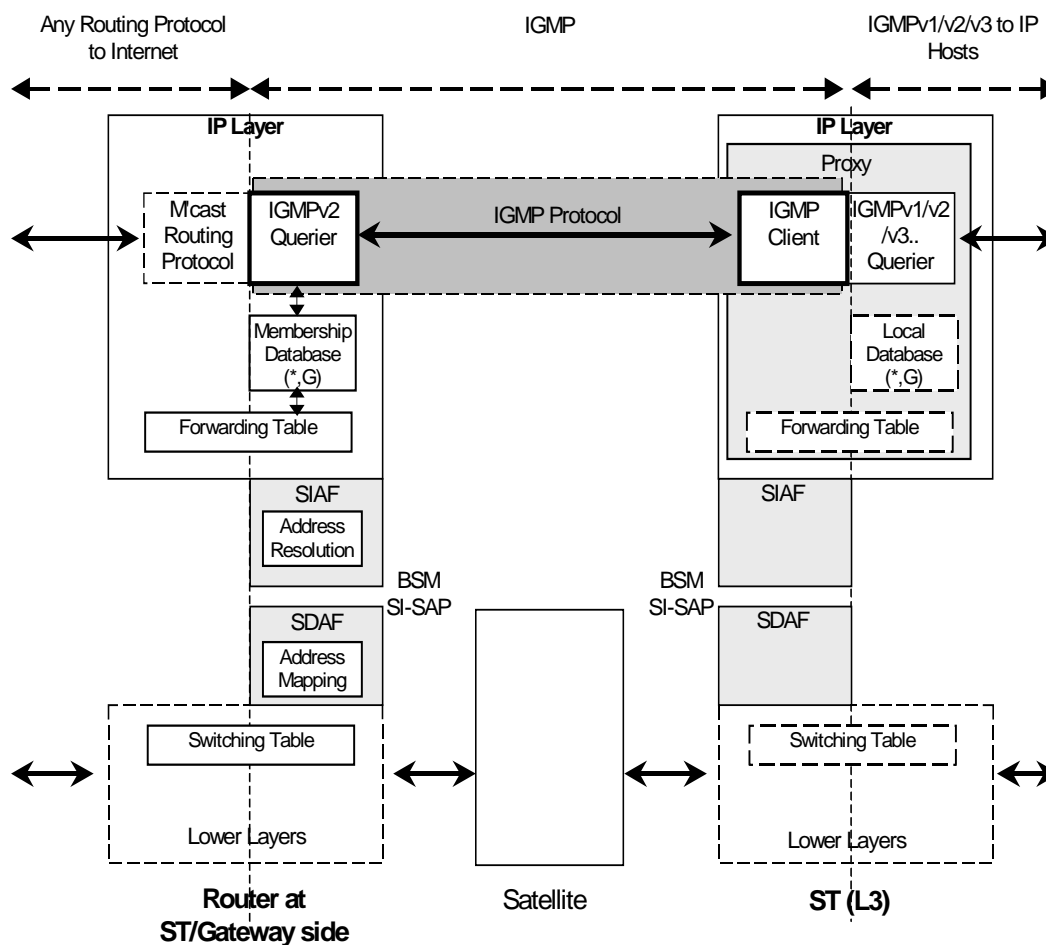 Any Routing Protocol
to Internet
IGMP
IGMPv1/v2/v3 to IP
Hosts
IP Layer
IP Layer
Proxy
M'cast
Routing
Protocol
IGMPv2
Querier
IGMP Protocol
IGMP
Client
IGMPv1/v2
/v3..
Querier
Membership
Database
(*,G)
Local
Database
(*,G)
Forwarding Table
Forwarding Table
SIAF
Address
Resolution
SIAF
BSM
SI-SAP
BSM
SI-SAP
SDAF
Address
Mapping
SDAF
Switching Table
Switching Table
Lower Layers
Lower Layers
Router at
ST/Gateway side
Satellite
ST (L3)